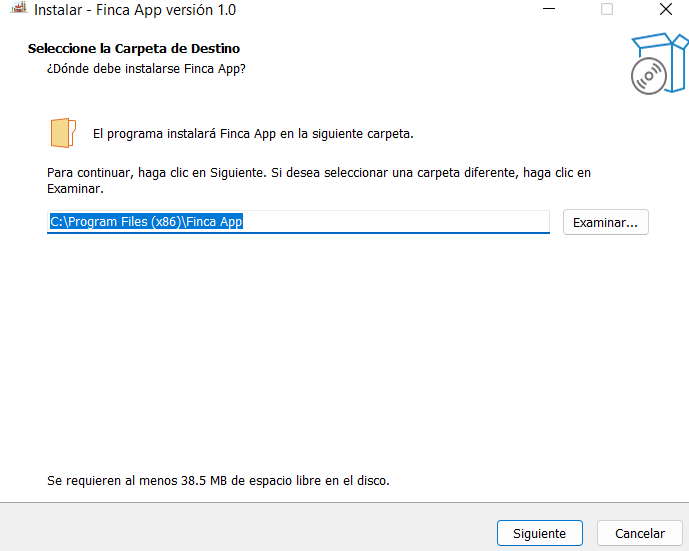 Instalar - Finca App versión 1.0
Seleccione la Carpeta de Destino
¿Dónde debe instalarse Finca App?
El programa instalará Finca App en la siguiente carpeta.
Para continuar, haga clic en Siguiente. Si desea seleccionar una carpeta diferente, haga clic en
Examinar.
C:\Program Files (x86)\Finca App
Examinar...
Se requieren al menos 38.5 MB de espacio libre en el disco.
Siguiente
Cancelar